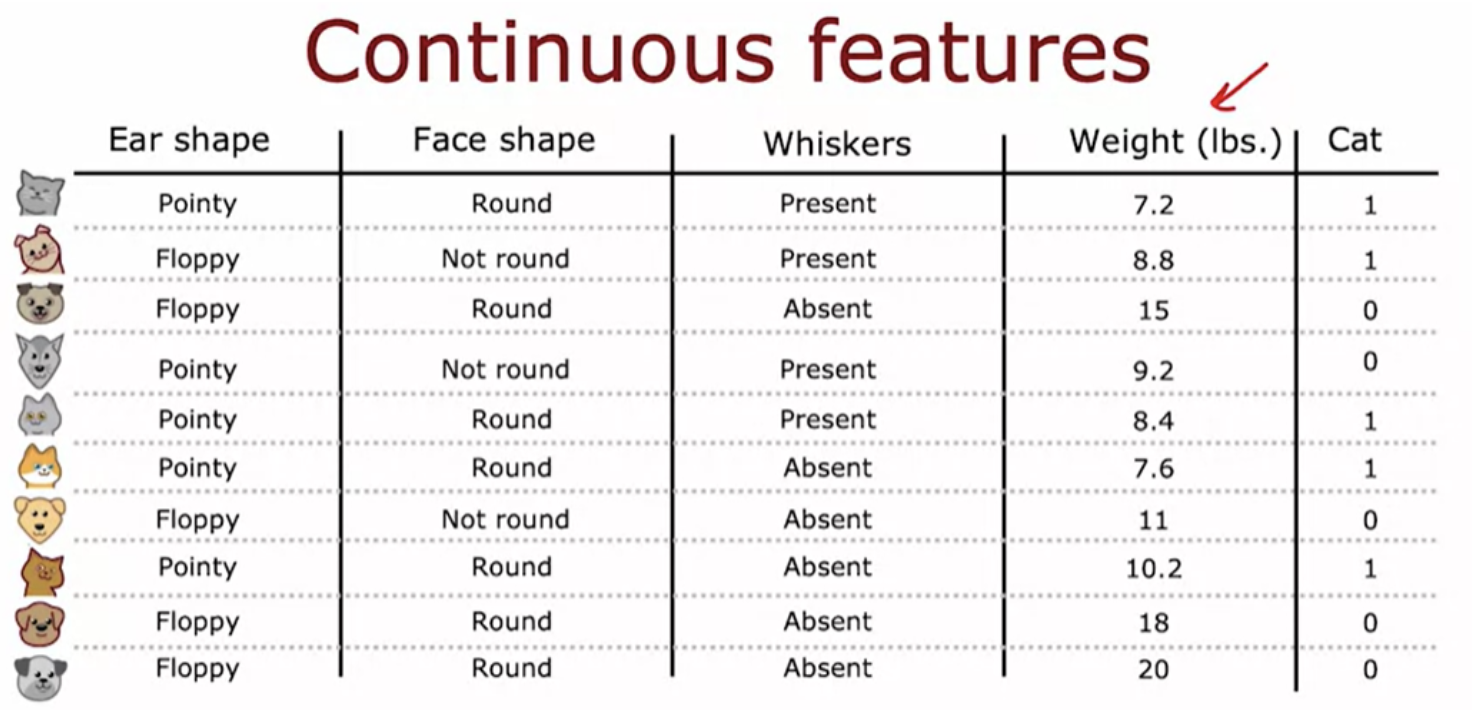 Continuous features
Ear shape Face shape Whiskers Weight (lbs.) Cat
Pointy Round Present 7.2 1
Floppy Not round Present 8.8 1
Floppy Round Absent 15 0
Pointy Not round Present 9.2 0
Pointy Round Present 8.4 1
Pointy Round Absent 7.6 1
Floppy Not round Absent 11 0
Pointy Round Absent 10.2 1
Floppy Round Absent 18 0
Floppy Round Absent 20 0